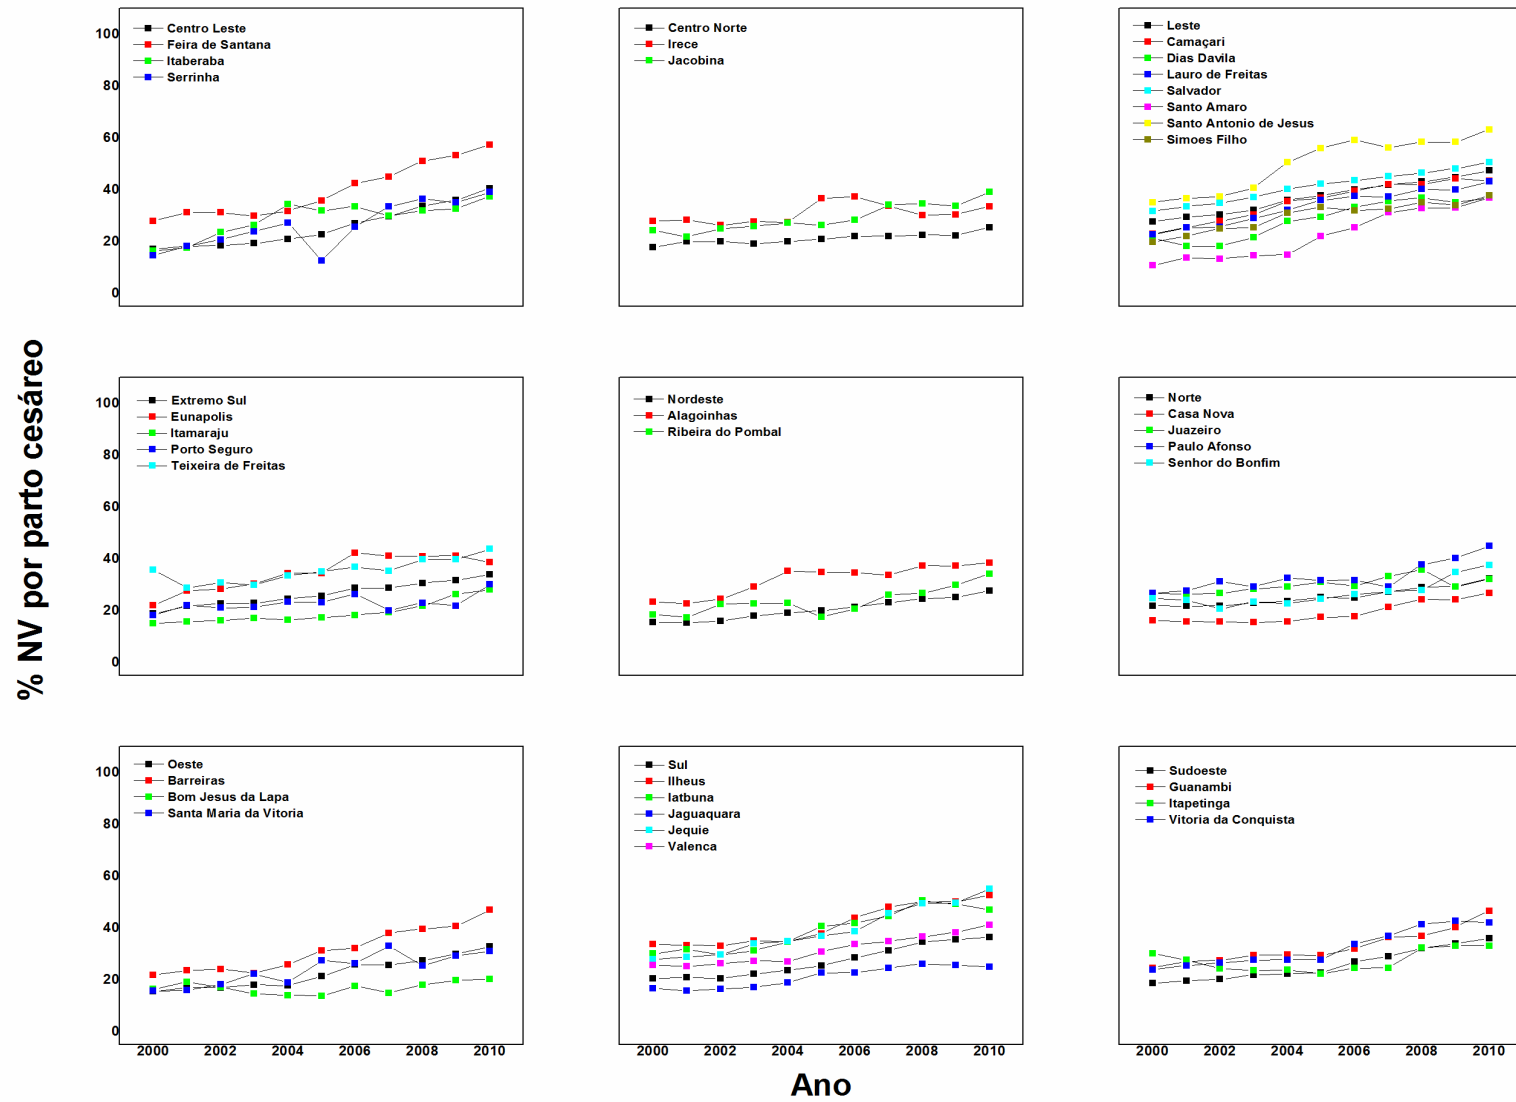 100
80
60
40
20
0
Centro Leste
Feira de Santana
Itaberaba
Serrinha
Centro Norte
Irece
Jacobina
Leste
Camaçari
Dias Davila
Lauro de Freitas
Salvador
Santo Amaro
Santo Antonio de Jesus
Simoes Filho
% NV por parto cesáreo
100
80
60
40
20
0
Extremo Sul
Eunapolis
Itamaraju
Porto Seguro
Teixeira de Freitas
Nordeste
Alagoinhas
Ribeira do Pombal
Norte
Casa Nova
Juazeiro
Paulo Afonso
Senhor do Bonfim
100
80
60
40
20
0
Oeste
Barreiras
Bom Jesus da Lapa
Santa Maria da Vitoria
2000 2002 2004 2006 2008 2010
Sul
Ilheus
Iatbuna
Jaguaquara
Jequie
Valenca
2000 2002 2004 2006 2008 2010
Sudoeste
Guanambi
Itapetinga
Vitoria da Conquista
2000 2002 2004 2006 2008 2010
Ano